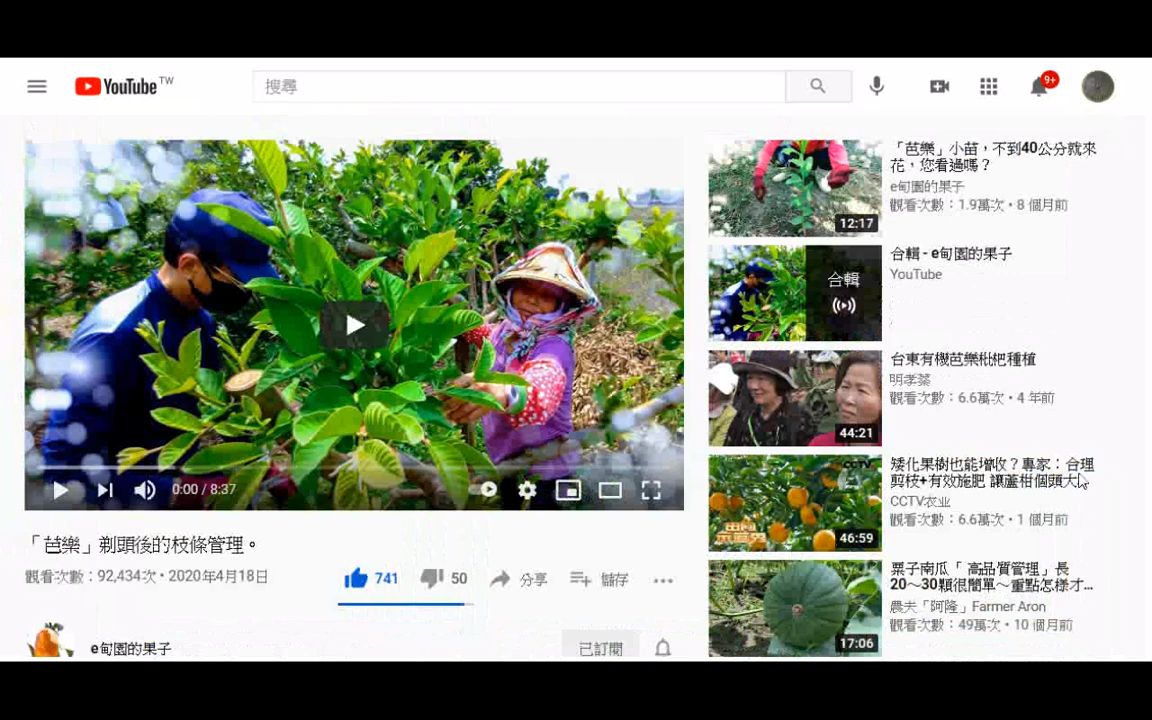 YouTube TW
搜尋
9+
0:00 / 8:37
「芭樂」剃頭後的枝條管理。
觀看次數：92,434次・2020年4月18日
741
50
分享
儲存
e甸園的果子
已訂閱
12:17
「芭樂」小苗，不到40公分就來
花，您看過嗎？
e甸園的果子
觀看次數：1.9萬次・8 個月前
合輯
合輯 - e甸園的果子
YouTube
44:21
台東有機芭樂枇杷種植
明孝蔡
觀看次數：6.6萬次・4 年前
CCTV
46:59
矮化果樹也能增收？專家：合理
剪枝+有效施肥 讓蘆柑個頭大...
CCTV农业
觀看次數：6.6萬次・1 個月前
17:06
栗子南瓜「 高品質管理」長
20～30顆很簡單～重點怎樣才...
農夫「阿隆」Farmer Aron
觀看次數：49萬次・10 個月前